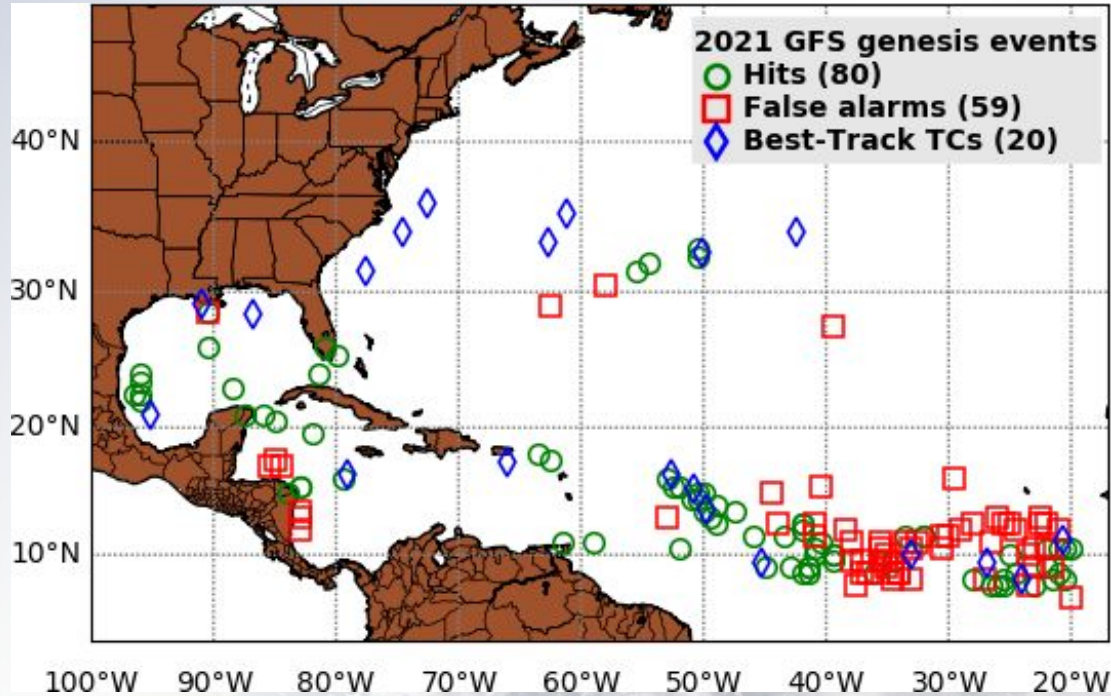 2021 GFS genesis events
Hits (80)
False alarms (59)
Best-Track TCs (20)
40°N
30°N
20°N
10°N
100°W 90°W 80°W 70°W 60°W 50°W 40°W 30°W 20°W